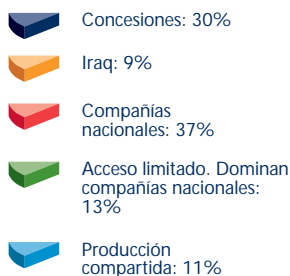 Concesiones: 30%
Iraq: 9%
Compañías
nacionales: 37%
Acceso limitado. Dominan
compañías nacionales:
13%
Producción
compartida: 11%